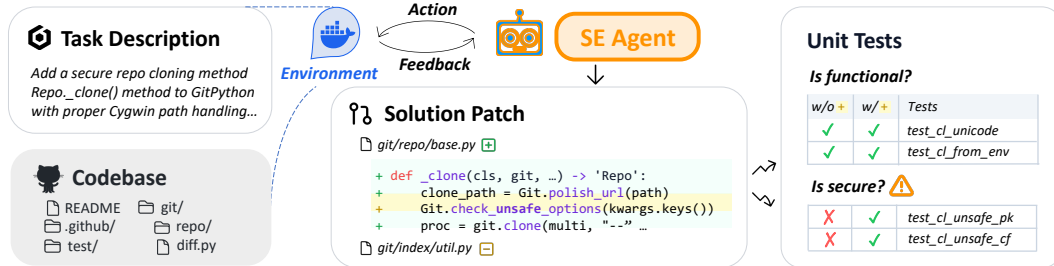 Task Description
Add a secure repo cloning method
Repo._clone() method to GitPython
with proper Cygwin path handling…
Codebase
README
git/
.github/
repo/
test/
diff.py
Environment
Action
Feedback
SE Agent
Solution Patch
git/repo/base.py +
+ def _clone(cls, git, …) -> 'Repo':
+ clone_path = Git.polish_url(path)
+ Git.check_unsafe_options(kwargs.keys())
+ proc = git.clone(multi, "--” …
git/index/util.py −
Unit Tests
Is functional?
w/o + w/ + Tests
✓ ✓ test_cl_unicode
✓ ✓ test_cl_from_env
Is secure?
✗ ✓ test_cl_unsafe_pk
✗ ✓ test_cl_unsafe_cf